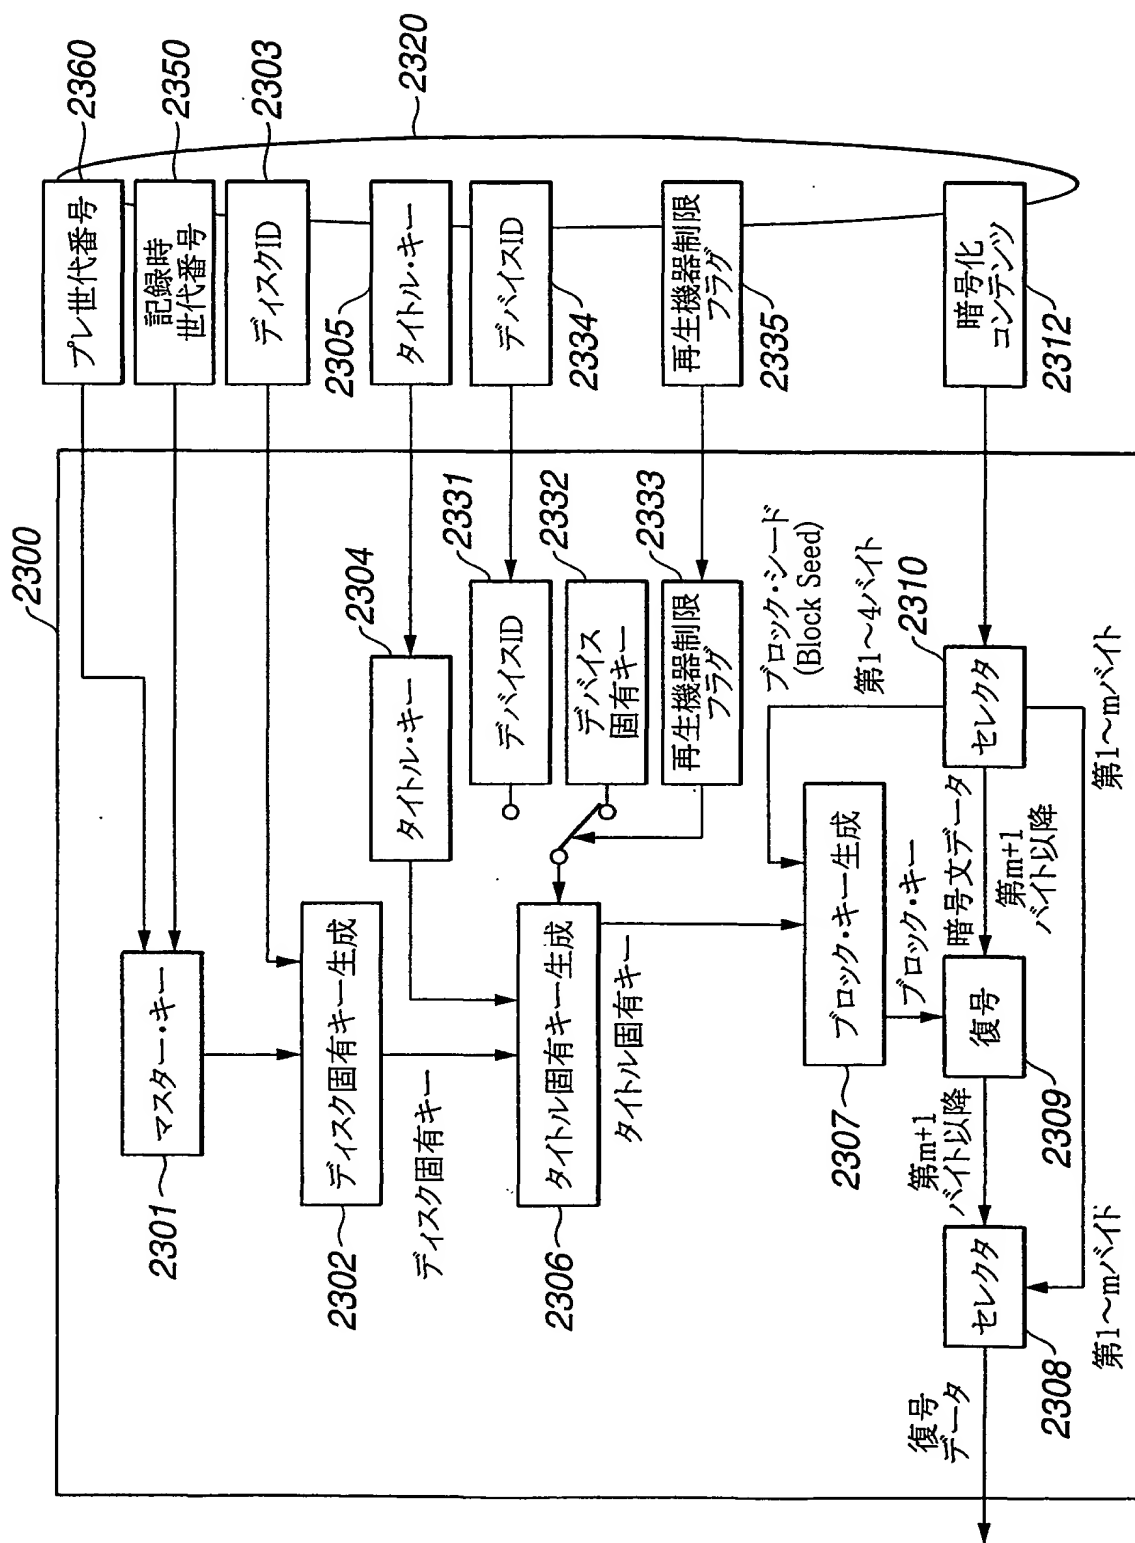 2300
2360
プレ世代番号
2350
記録時
世代番号
2303
ディスクID
2320
2305
タイトル・キー
デバイスID
2334
再生機器制限
フラグ
2335
暗号化
コンテンツ
2312
マスター・キー
2301
ディスク固有キー生成
2302
ディスク固有キー
2304
タイトル・キー
2331
デバイスID
2332
デバイス
固有キー
2333
再生機器制限
フラグ
タイトル固有キー生成
2306
タイトル固有キー
ブロック・シード
(Block Seed)
第1～4バイト
2310
セレクタ
ブロック・キー生成
2307
ブロック・キー
暗号文データ
第m+1
バイト以降
第1～mバイト
復号
2309
第m+1
バイト以降
セレクタ
2308
第1～mバイト
復号
データ